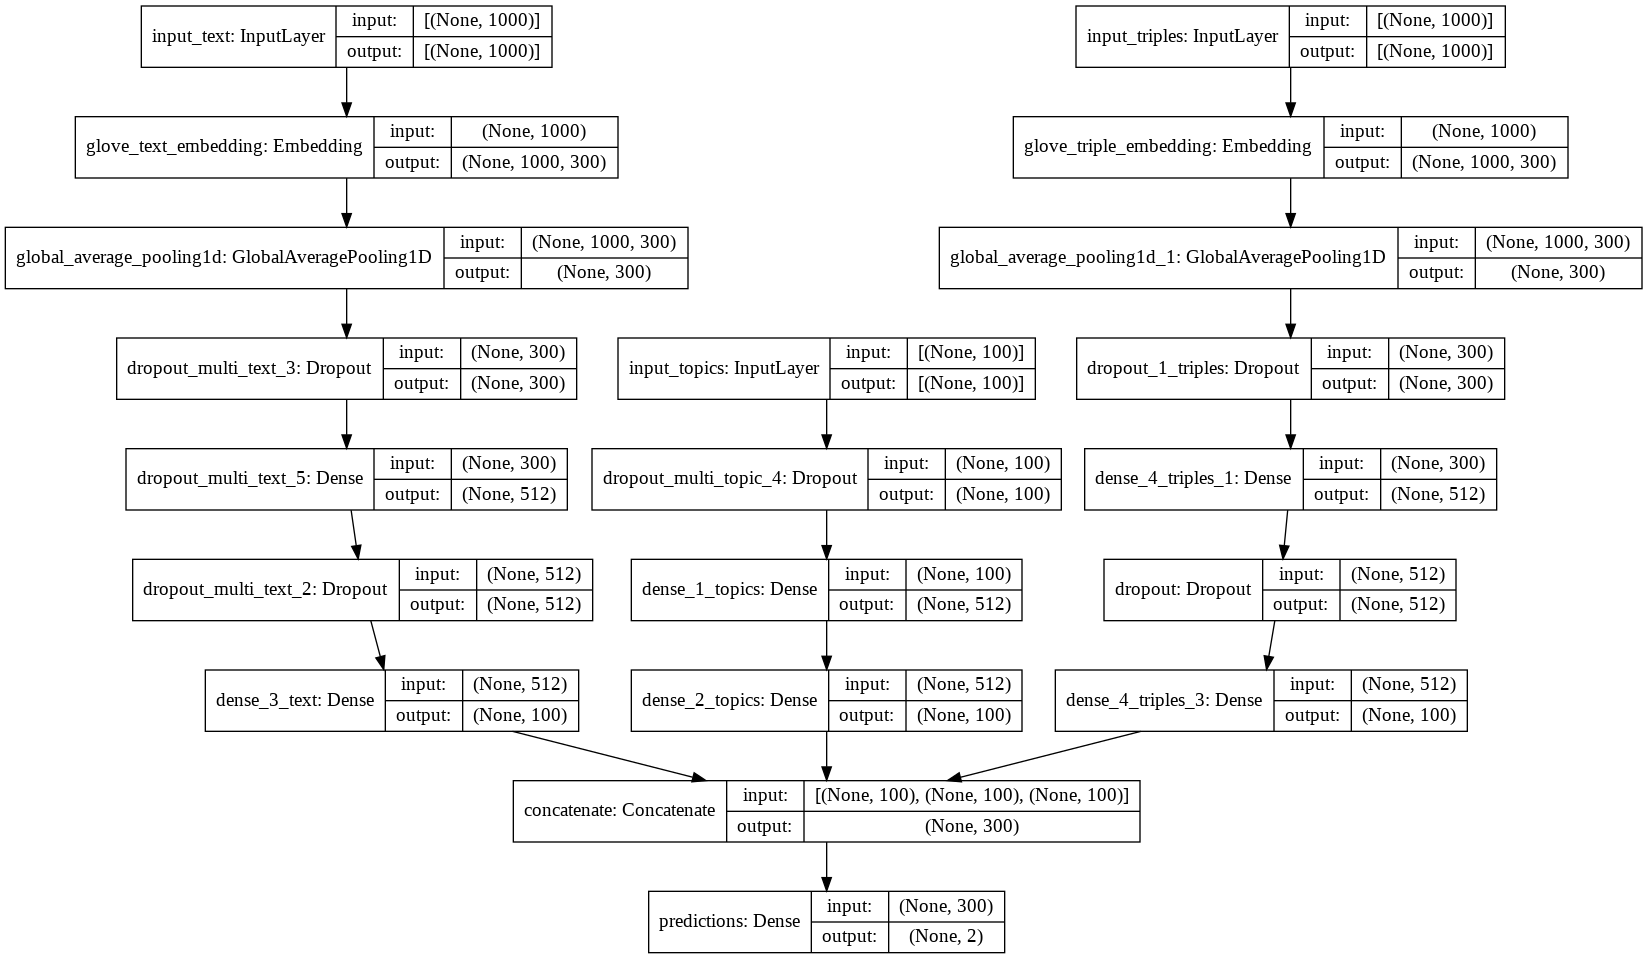 input_text: InputLayer
input:
[(None, 1000)]
output:
[(None, 1000)]
input_triples: InputLayer
input:
[(None, 1000)]
output:
[(None, 1000)]
glove_text_embedding: Embedding
input:
(None, 1000)
output:
(None, 1000, 300)
glove_triple_embedding: Embedding
input:
(None, 1000)
output:
(None, 1000, 300)
global_average_pooling1d: GlobalAveragePooling1D
input:
(None, 1000, 300)
output:
(None, 300)
global_average_pooling1d_1: GlobalAveragePooling1D
input:
(None, 1000, 300)
output:
(None, 300)
dropout_multi_text_3: Dropout
input:
(None, 300)
output:
(None, 300)
input_topics: InputLayer
input:
[(None, 100)]
output:
[(None, 100)]
dropout_1_triples: Dropout
input:
(None, 300)
output:
(None, 300)
dropout_multi_text_5: Dense
input:
(None, 300)
output:
(None, 512)
dropout_multi_topic_4: Dropout
input:
(None, 100)
output:
(None, 100)
dense_4_triples_1: Dense
input:
(None, 300)
output:
(None, 512)
dropout_multi_text_2: Dropout
input:
(None, 512)
output:
(None, 512)
dense_1_topics: Dense
input:
(None, 100)
output:
(None, 512)
dropout: Dropout
input:
(None, 512)
output:
(None, 512)
dense_3_text: Dense
input:
(None, 512)
output:
(None, 100)
dense_2_topics: Dense
input:
(None, 512)
output:
(None, 100)
dense_4_triples_3: Dense
input:
(None, 512)
output:
(None, 100)
concatenate: Concatenate
input:
[(None, 100), (None, 100), (None, 100)]
output:
(None, 300)
predictions: Dense
input:
(None, 300)
output:
(None, 2)